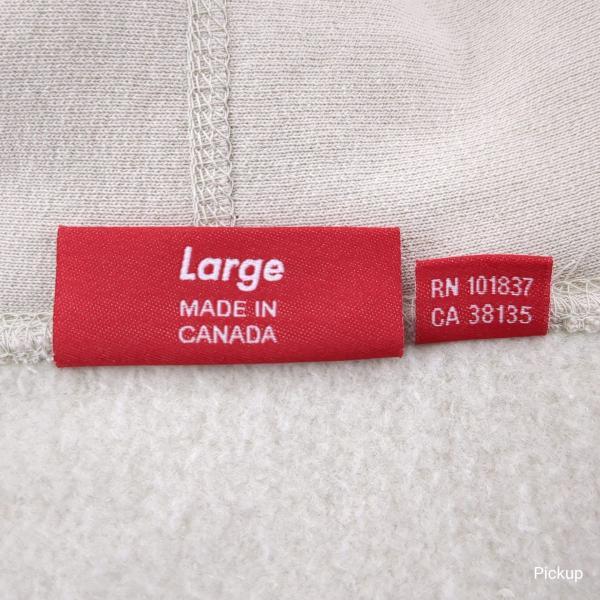 Large
MADE IN
CANADA
RN 101837
CA 38135
Pickup